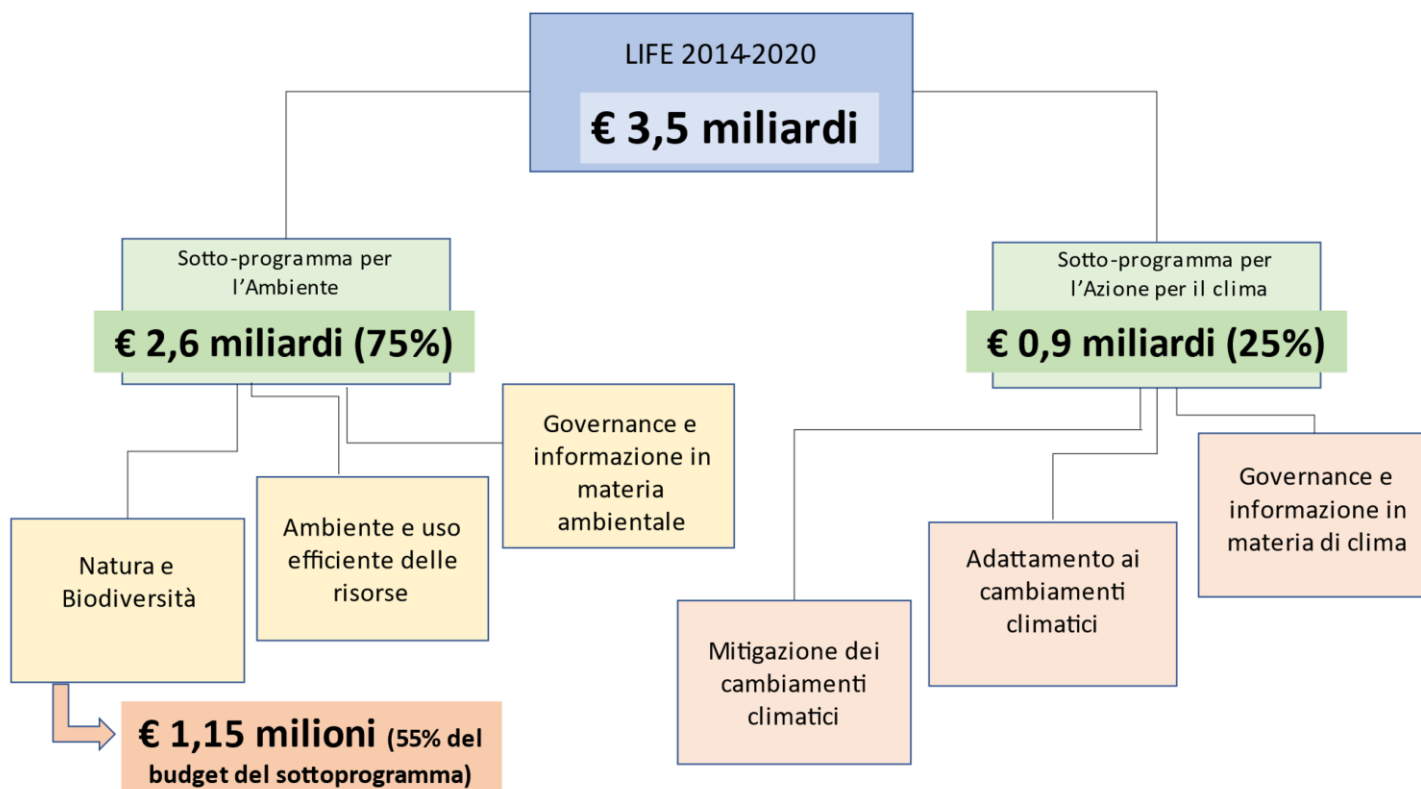 LIFE 2014-2020
€ 3,5 miliardi
Sotto-programma per
l'Ambiente
€ 2,6 miliardi (75%)
Sotto-programma per
l'Azione per il clima
€ 0,9 miliardi (25%)
Natura e
Biodiversità
Ambiente e uso
efficiente delle
risorse
Governance e
informazione in
materia
ambientale
Mitigazione dei
cambiamenti
climatici
Adattamento ai
cambiamenti
climatici
Governance e
informazione in
materia di clima
€ 1,15 milioni (55% del
budget del sottoprogramma)